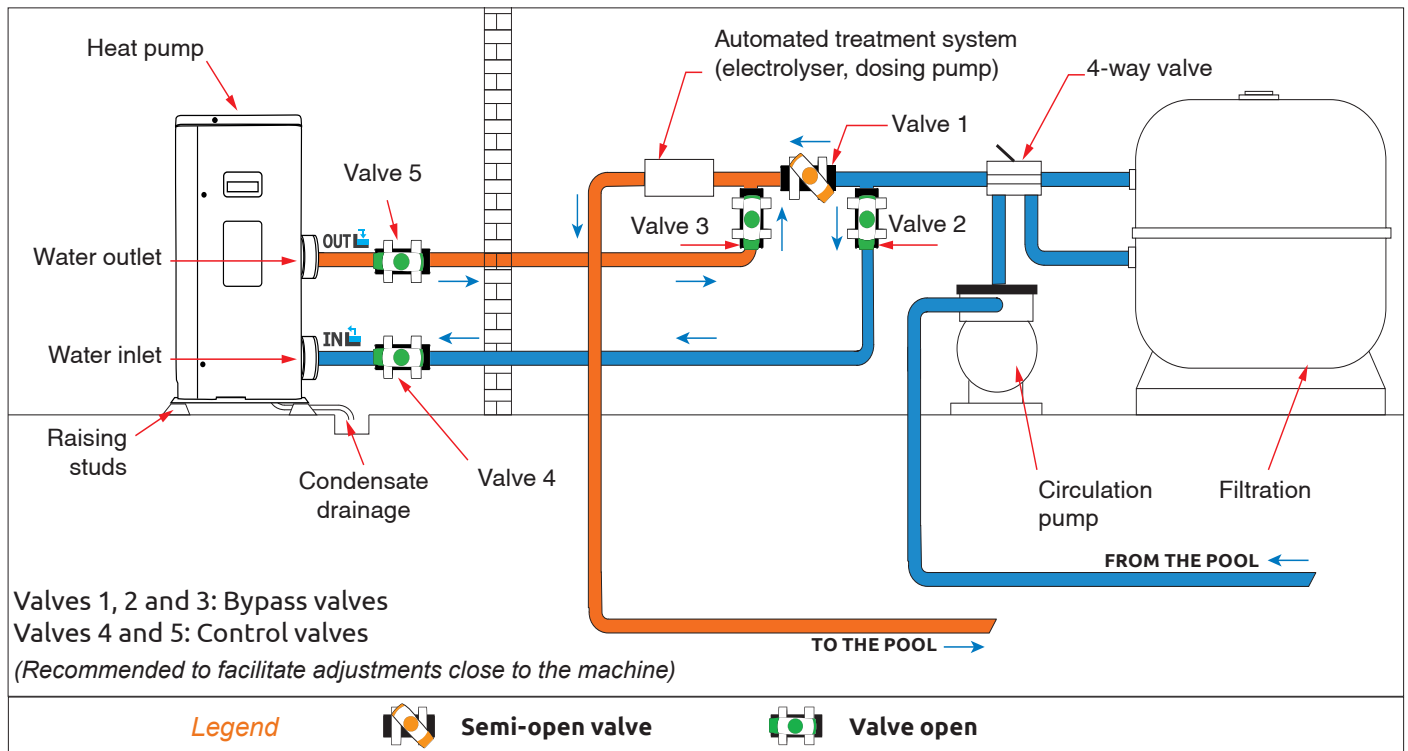 Heat pump
Automated treatment system
(electrolyser, dosing pump)
4-way valve
Valve 1
Valve 5
Valve 3
Valve 2
OUT
Water outlet
IN
Water inlet
Raising
studs
Condensate
drainage
Valve 4
Circulation
pump
Filtration
FROM THE POOL
TO THE POOL
Valves 1, 2 and 3: Bypass valves
Valves 4 and 5: Control valves
(Recommended to facilitate adjustments close to the machine)
Legend
Semi-open valve
Valve open